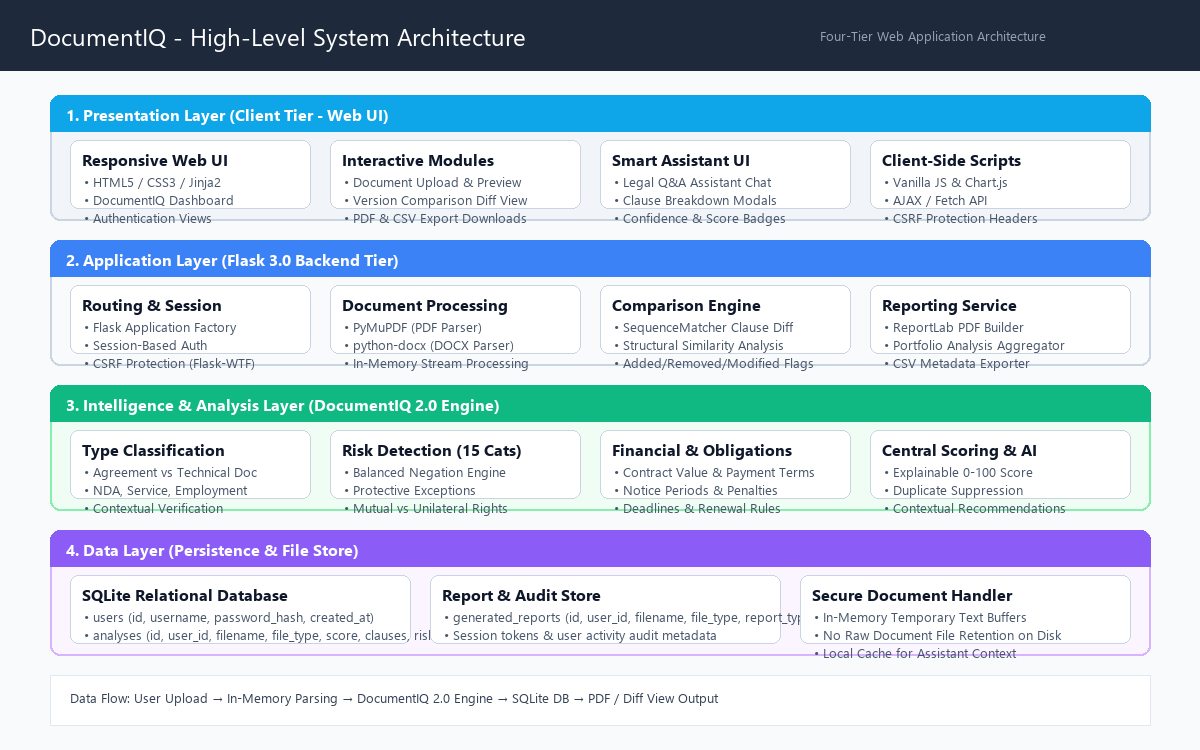 DocumentIQ - High-Level System Architecture
Four-Tier Web Application Architecture
1. Presentation Layer (Client Tier - Web UI)
Responsive Web UI
• HTML5 / CSS3 / Jinja2
• DocumentIQ Dashboard
• Authentication Views
Interactive Modules
• Document Upload & Preview
• Version Comparison Diff View
• PDF & CSV Export Downloads
Smart Assistant UI
• Legal Q&A Assistant Chat
• Clause Breakdown Modals
• Confidence & Score Badges
Client-Side Scripts
• Vanilla JS & Chart.js
• AJAX / Fetch API
• CSRF Protection Headers
2. Application Layer (Flask 3.0 Backend Tier)
Routing & Session
• Flask Application Factory
• Session-Based Auth
• CSRF Protection (Flask-WTF)
Document Processing
• PyMuPDF (PDF Parser)
• python-docx (DOCX Parser)
• In-Memory Stream Processing
Comparison Engine
• SequenceMatcher Clause Diff
• Structural Similarity Analysis
• Added/Removed/Modified Flags
Reporting Service
• ReportLab PDF Builder
• Portfolio Analysis Aggregator
• CSV Metadata Exporter
3. Intelligence & Analysis Layer (DocumentIQ 2.0 Engine)
Type Classification
• Agreement vs Technical Doc
• NDA, Service, Employment
• Contextual Verification
Risk Detection (15 Cats)
• Balanced Negation Engine
• Protective Exceptions
• Mutual vs Unilateral Rights
Financial & Obligations
• Contract Value & Payment Terms
• Notice Periods & Penalties
• Deadlines & Renewal Rules
Central Scoring & AI
• Explainable 0-100 Score
• Duplicate Suppression
• Contextual Recommendations
4. Data Layer (Persistence & File Store)
SQLite Relational Database
• users (id, username, password_hash, created_at)
• analyses (id, user_id, filename, file_type, score, clauses,
Report & Audit Store
• generated_reports (id, user_id, filename, file_type,
• Session tokens & user activity audit metadata
Secure Document Handler
• In-Memory Temporary Text Buffers
• No Raw Document File Retention on Disk
• Local Cache for Assistant Context
Data Flow: User Upload → In-Memory Parsing → DocumentIQ 2.0 Engine → SQLite DB → PDF / Diff View Output